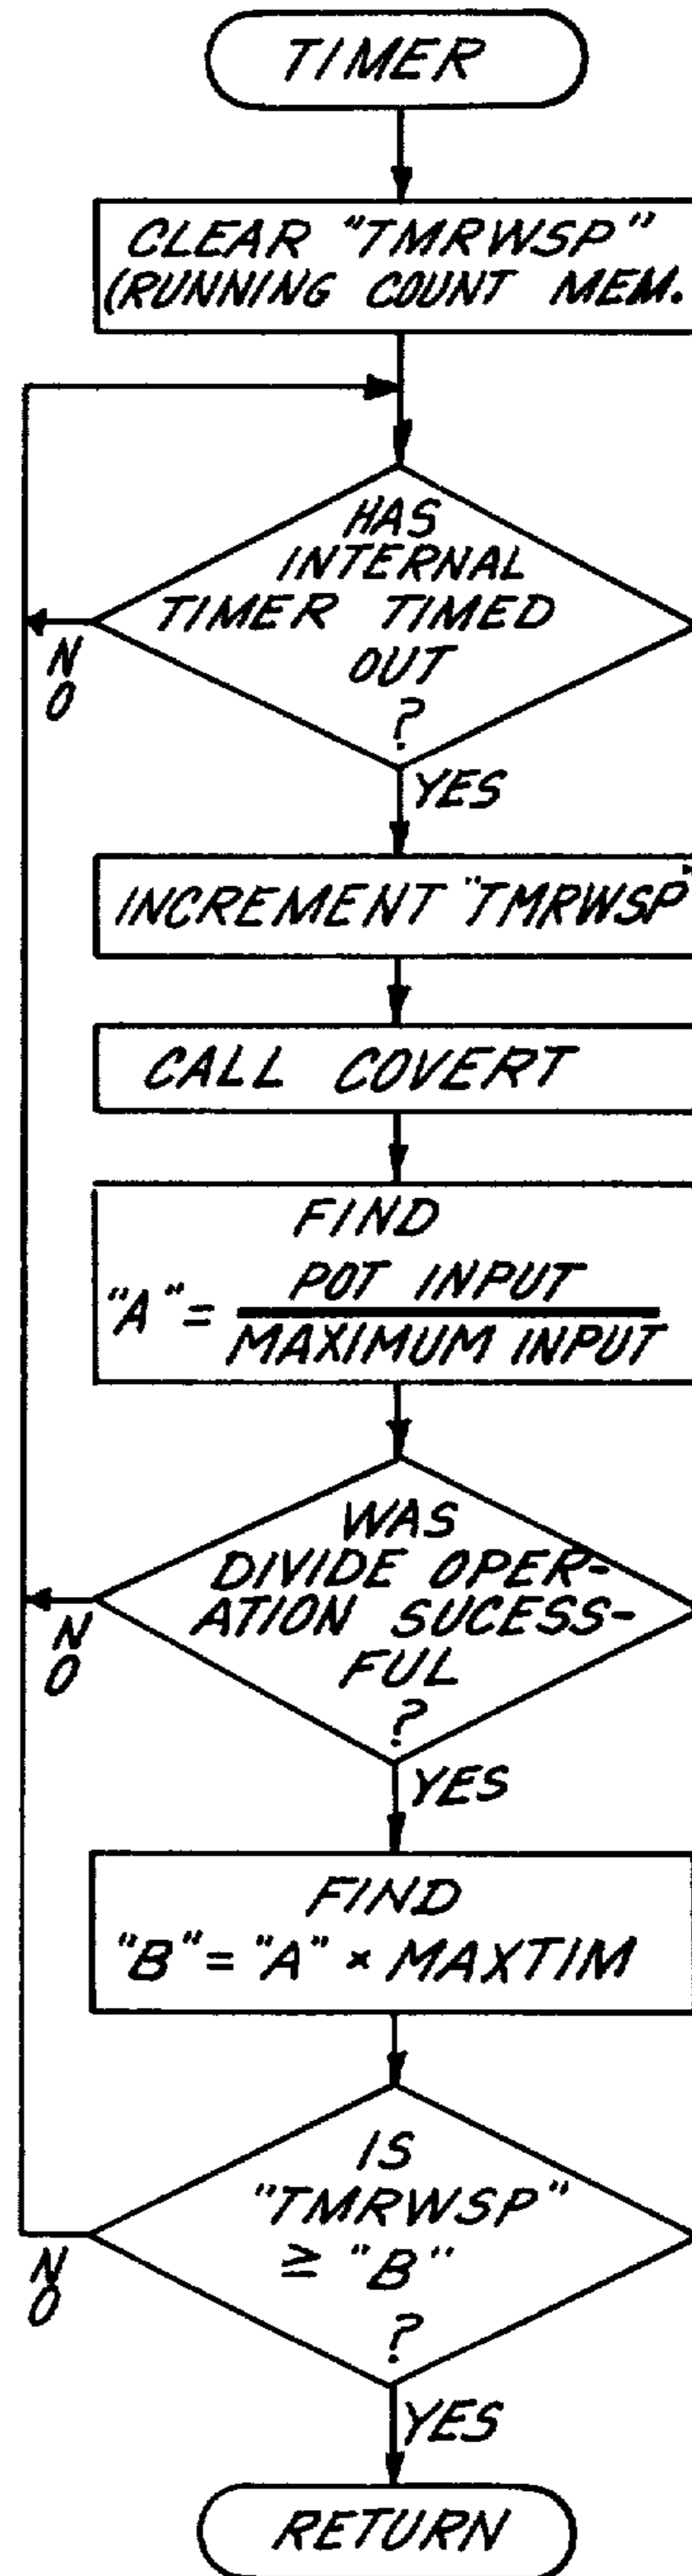 TIMER
CLEAR "TMRWSP"
(RUNNING COUNT MEM.
HAS
INTERNAL
TIMER TIMED
OUT
?
NO
YES
INCREMENT "TMRWSP"
CALL COVERT
FIND
"A" = POT INPUT
MAXIMUM INPUT
WAS
DIVIDE OPER-
ATION SUCESS-
FUL
?
NO
YES
FIND
"B" = "A" × MAXTIM
IS
"TMRWSP"
≥ "B"
?
NO
YES
RETURN